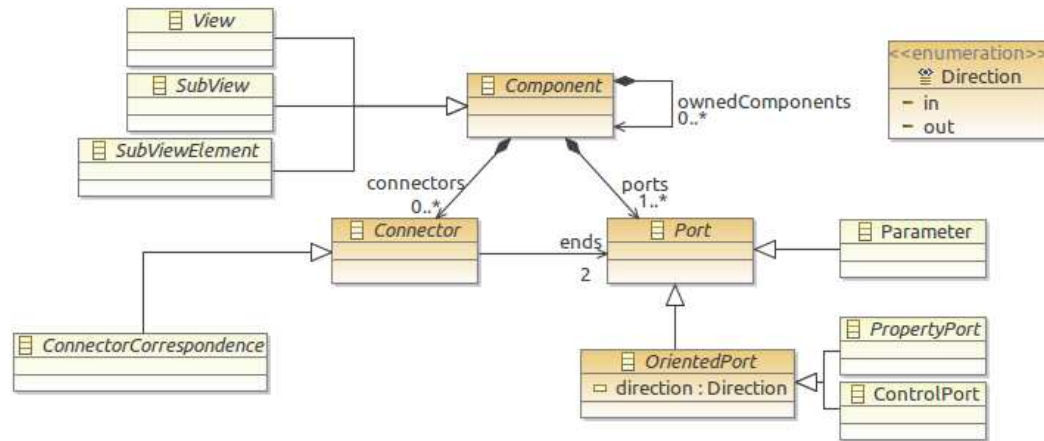 View
SubView
SubViewElement
Component
ownedComponents
0..*
<<enumeration>>
Direction
in
out
connectors
0..*
ports
1..*
Connector
ends
2
Port
Parameter
ConnectorCorrespondence
OrientedPort
direction : Direction
PropertyPort
ControlPort